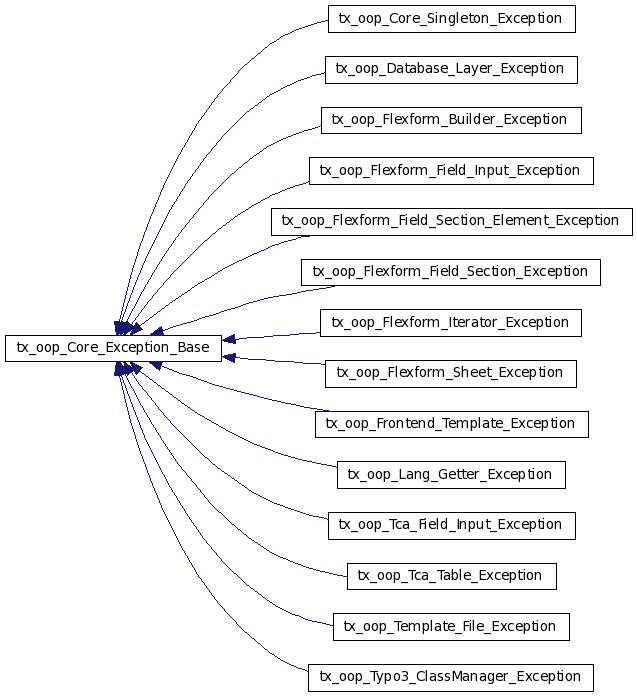 tx_oop_Core_Singleton_Exception
tx_oop_Database_Layer_Exception
tx_oop_Flexform_Builder_Exception
tx_oop_Flexform_Field_Input_Exception
tx_oop_Flexform_Field_Section_Element_Exception
tx_oop_Flexform_Field_Section_Exception
tx_oop_Flexform_Iterator_Exception
tx_oop_Core_Exception_Base
tx_oop_Flexform_Sheet_Exception
tx_oop_Frontend_Template_Exception
tx_oop_Lang_Getter_Exception
tx_oop_Tca_Field_Input_Exception
tx_oop_Tca_Table_Exception
tx_oop_Template_File_Exception
tx_oop_Typo3_ClassManager_Exception